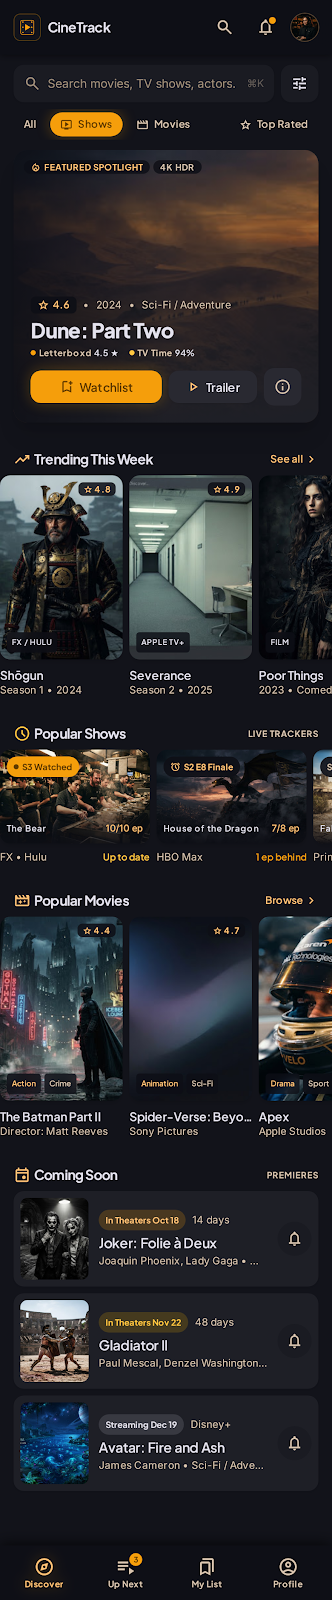 CineTrack
Search movies, TV shows, actors. ⌘K
All Shows Movies Top Rated
FEATURED SPOTLIGHT 4K HDR
4.6 • 2024 • Sci-Fi / Adventure
Dune: Part Two
Letterboxd 4.5 ★ TV Time 94%
Watchlist Trailer
Trending This Week See all
4.8 4.9
FX / HULU APPLE TV+ FILM
Shōgun Severance Poor Things
Season 1 • 2024 Season 2 • 2025 2023 • Comed
Popular Shows LIVE TRACKERS
S3 Watched S2 E8 Finale S
The Bear 10/10 ep House of the Dragon 7/8 ep Fa
FX • Hulu Up to date HBO Max 1 ep behind Prin
Popular Movies Browse
4.4 4.7
GOTHA
VELO
Action Crime Animation Sci-Fi Drama Sport
The Batman Part II Spider-Verse: Beyo... Apex
Director: Matt Reeves Sony Pictures Apple Studios
Coming Soon PREMIERES
In Theaters Oct 18 14 days
Joker: Folie à Deux
Joaquin Phoenix, Lady Gaga • ...
In Theaters Nov 22 48 days
Gladiator II
Paul Mescal, Denzel Washington...
Streaming Dec 19 Disney+
Avatar: Fire and Ash
James Cameron • Sci-Fi / Adve...
3
Discover Up Next My List Profile